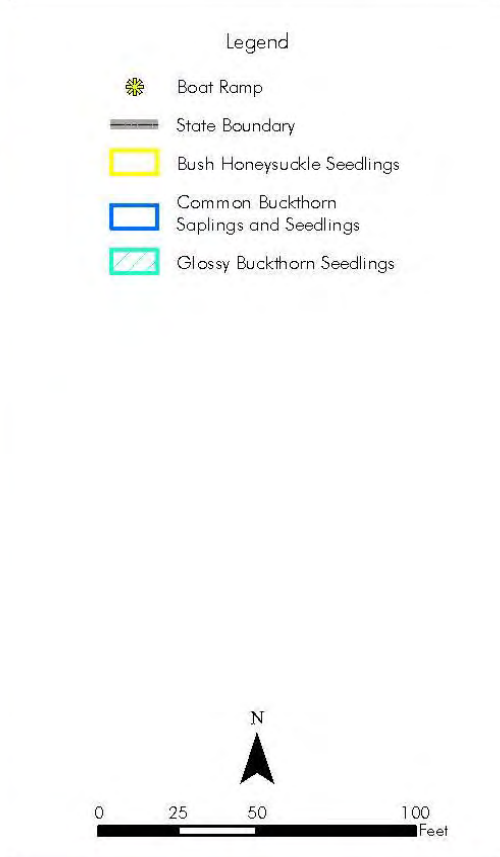 Legend
Boat Ramp
State Boundary
Bush Honeysuckle Seedlings
Common Buckthorn
Saplings and Seedlings
Glossy Buckthorn Seedlings
N
0 25 50 100
Feet